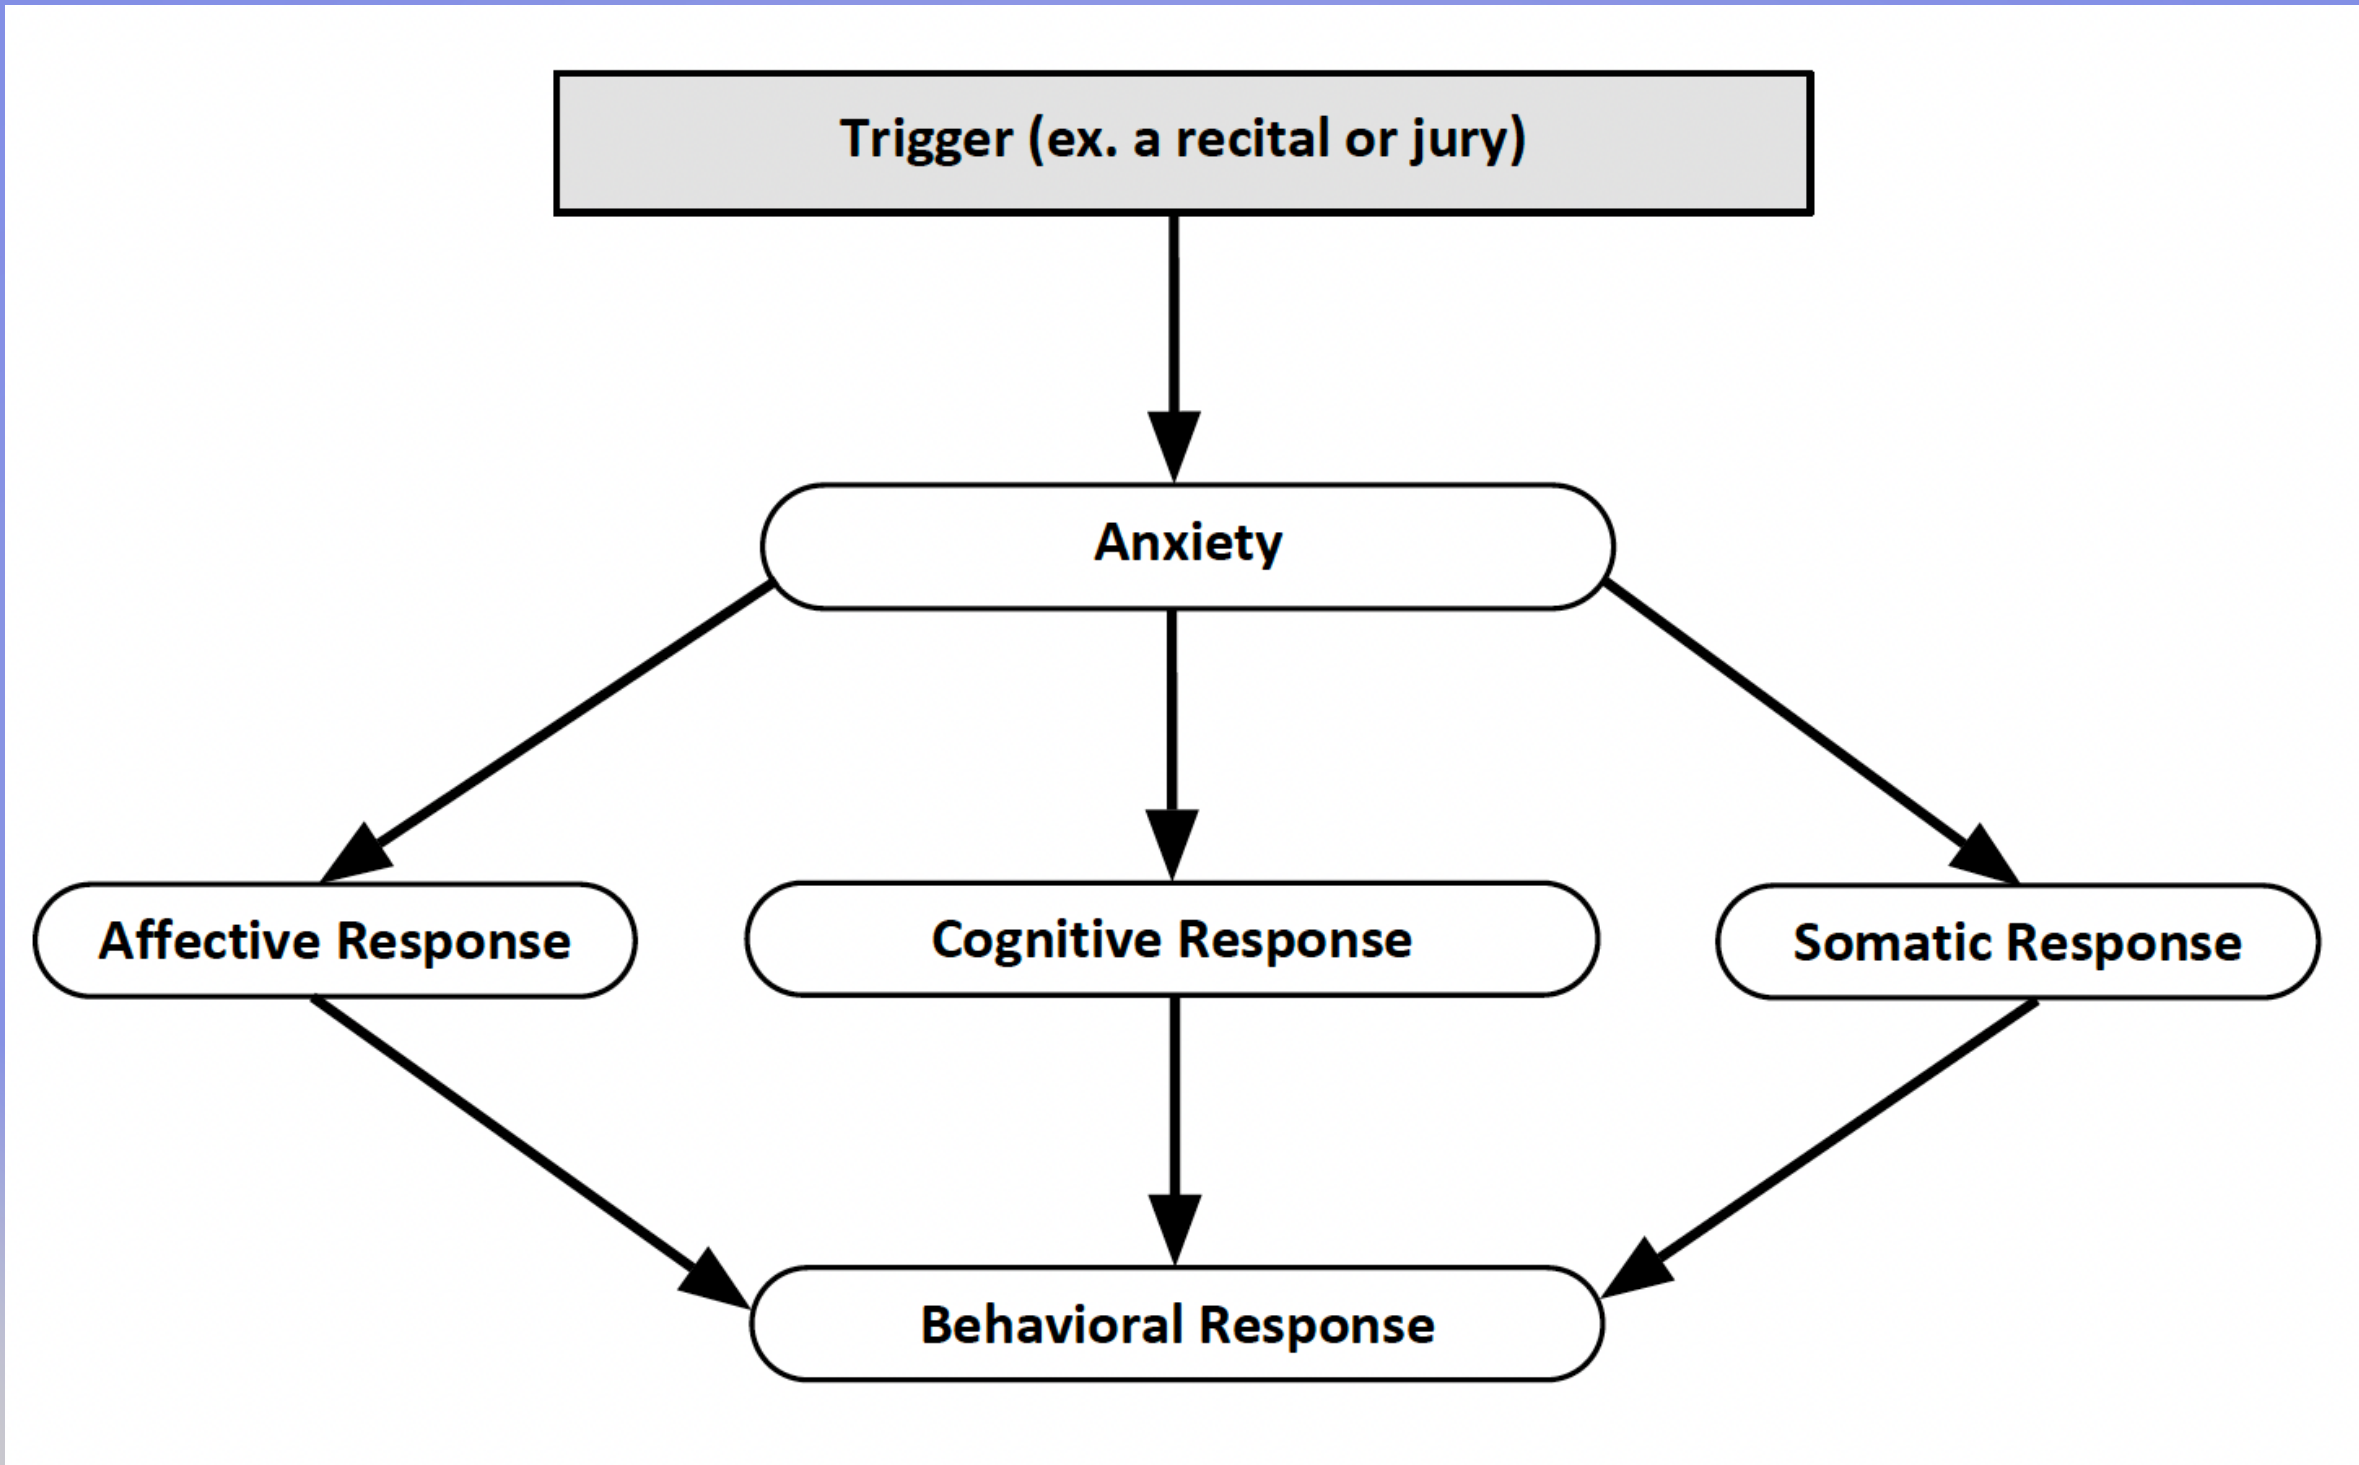 Trigger (ex. a recital or jury)
Anxiety
Affective Response
Cognitive Response
Somatic Response
Behavioral Response